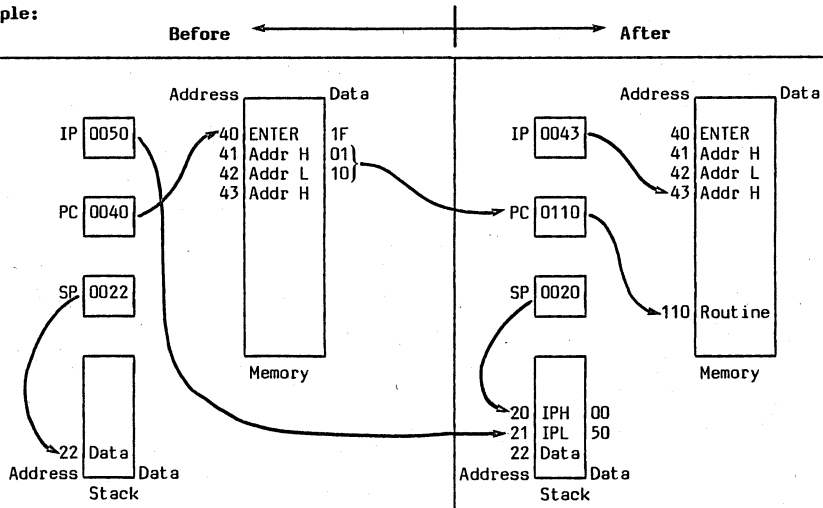 ple:
Before
After
Address Data
IP 0050
40 ENTER 1F
41 Addr H 01
42 Addr L 10
43 Addr H
PC 0040
SP 0022
Memory
22 Data
Address Data
Stack
Address Data
IP 0043
40 ENTER
41 Addr H
42 Addr L
43 Addr H
PC 0110
SP 0020
110 Routine
Memory
20 IPH 00
21 IPL 50
22 Data
Address Data
Stack